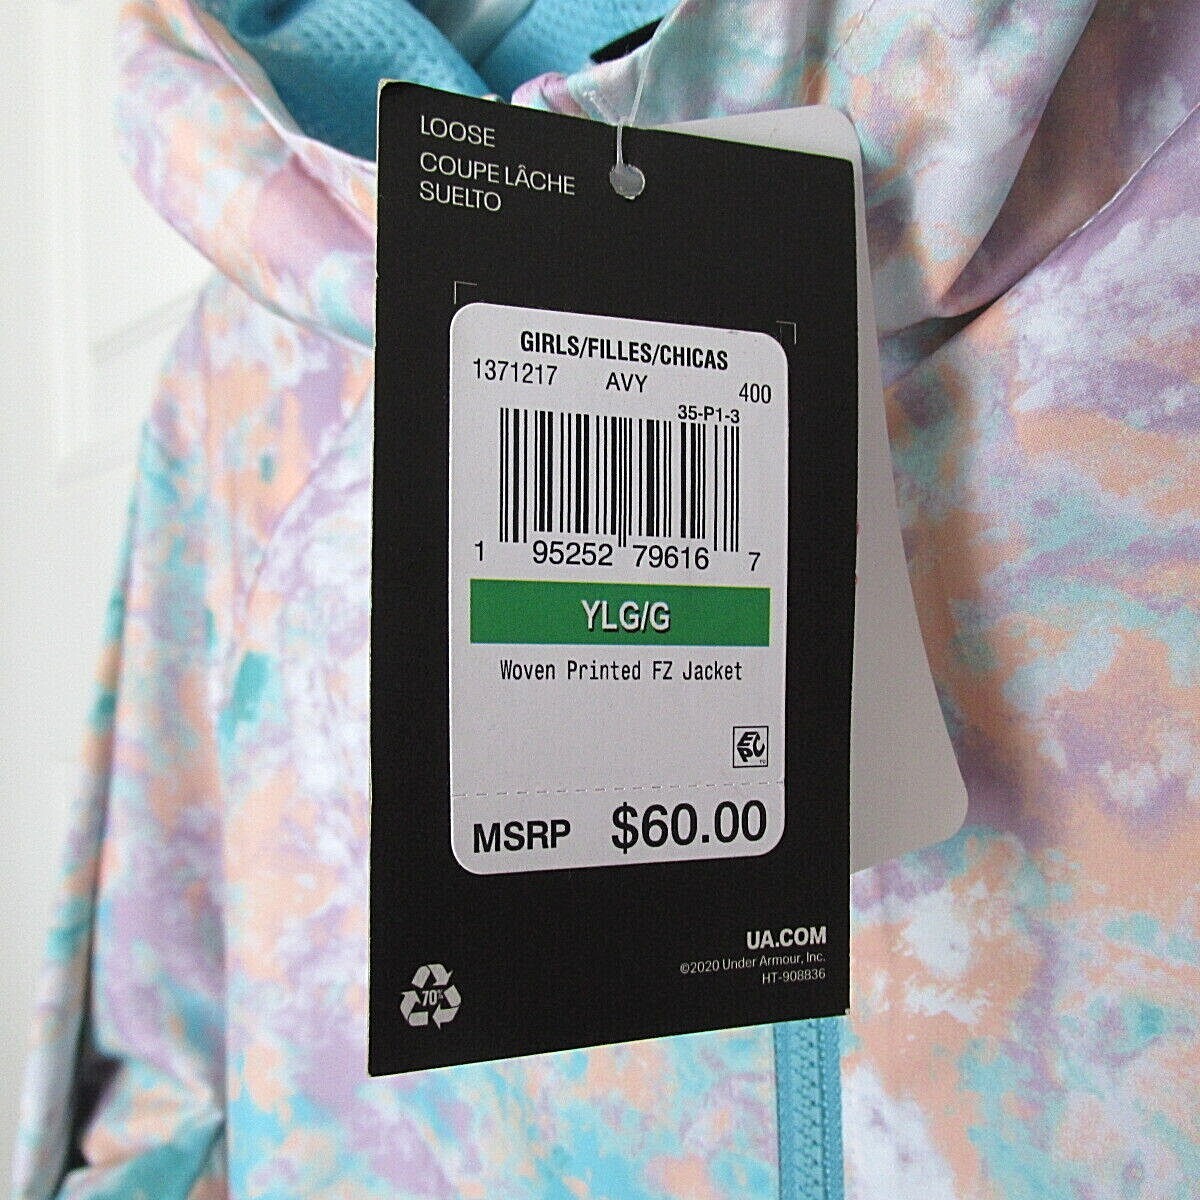 LOOSE
COUPE LÂCHE
SUELTO
GIRLS/FILLES/CHICAS
1371217 AVY 400
35-P1-3
1 95252 79616 7
YLG/G
Woven Printed FZ Jacket
EPC
MSRP $60.00
UA.COM
©2020 Under Armour, Inc.
HT-908836
70%